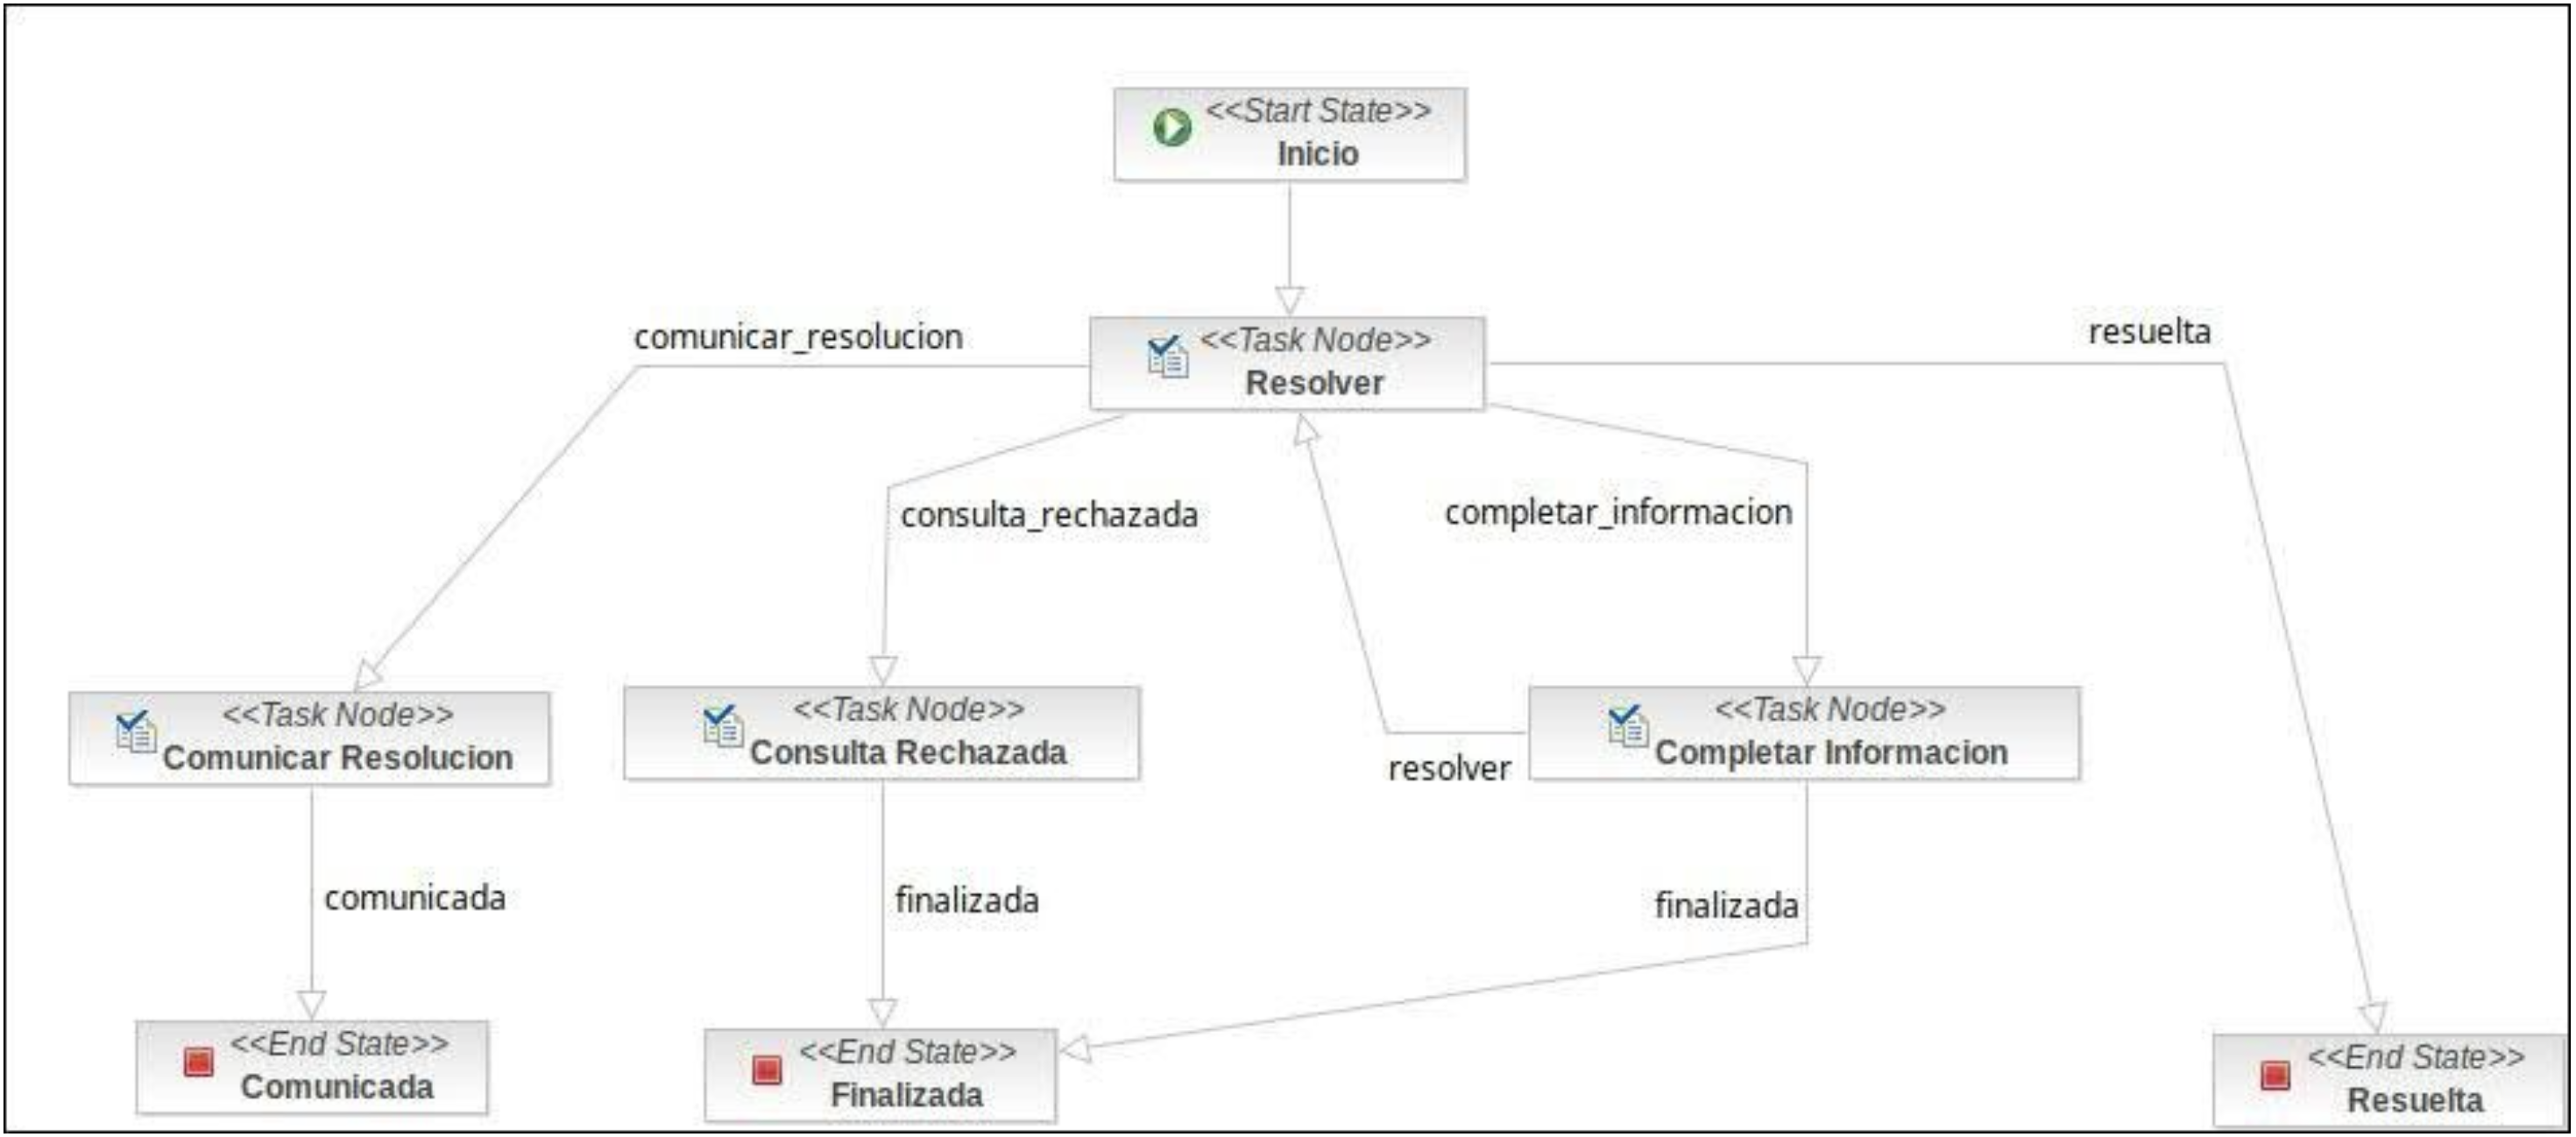 <<Start State>>
Inicio
comunicar_resolucion
<<Task Node>>
Resolver
resuelta
consulta_rechazada
completar_informacion
<<Task Node>>
Comunicar Resolucion
<<Task Node>>
Consulta Rechazada
resolver
<<Task Node>>
Completar Informacion
comunicada
finalizada
finalizada
<<End State>>
Comunicada
<<End State>>
Finalizada
<<End State>>
Resuelta